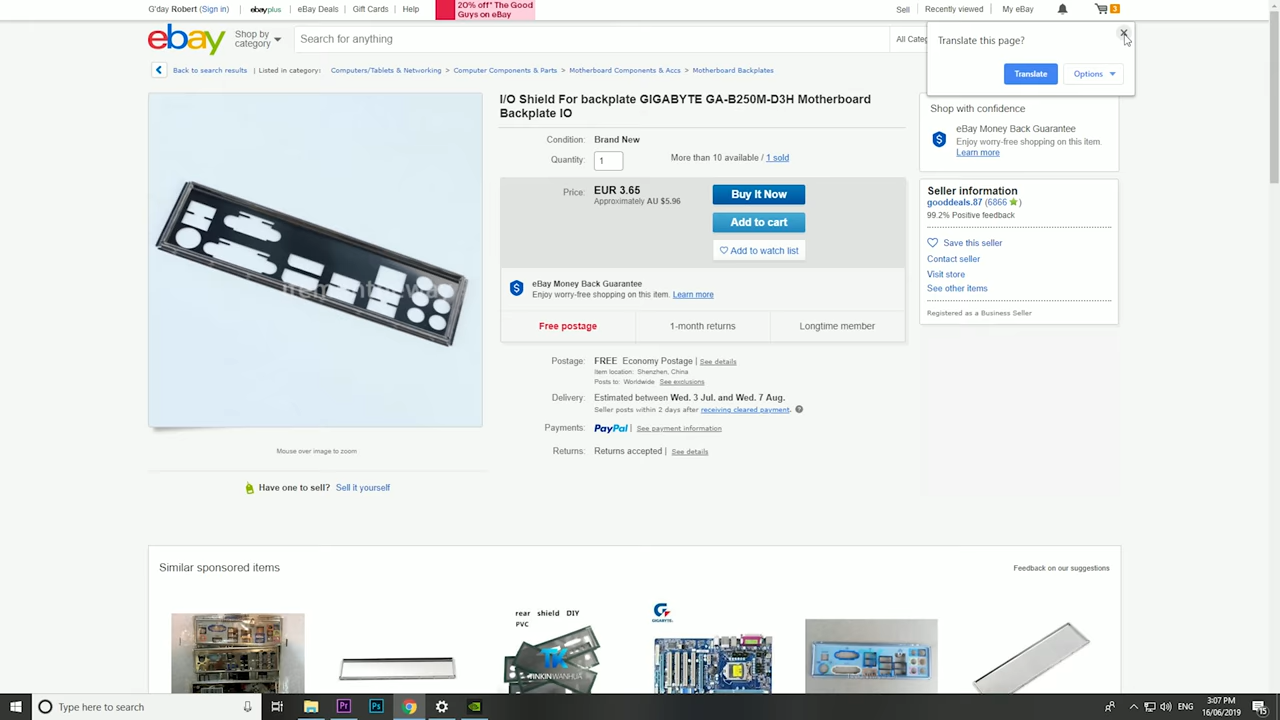 G'day Robert (Sign in) | ebayplus | eBay Deals | Gift Cards | Help
20% off* The Good
Guys on eBay
Sell Recently viewed My eBay 3
ebay
Shop by
category
Search for anything
All Categ
Translate this page?
Translate
Options
Back to search results | Listed in category: Computers/Tablets & Networking > Computer Components & Parts > Motherboard Components & Accs > Motherboard Backplates
I/O Shield For backplate GIGABYTE GA-B250M-D3H Motherboard
Backplate IO
Condition: Brand New
Quantity: 1 More than 10 available / 1 sold
Price: EUR 3.65
Approximately AU $5.96
Buy It Now
Add to cart
Add to watch list
eBay Money Back Guarantee
Enjoy worry-free shopping on this item. Learn more
Free postage
1-month returns
Longtime member
Postage: FREE Economy Postage | See details
Item location: Shenzhen, China
Posts to: Worldwide See exclusions
Delivery: Estimated between Wed. 3 Jul. and Wed. 7 Aug.
Seller posts within 2 days after receiving cleared payment.
Payments: PayPal | See payment information
Returns: Returns accepted | See details
Shop with confidence
eBay Money Back Guarantee
Enjoy worry-free shopping on this item.
Learn more
Seller information
gooddeals.87 (6866 )
99.2% Positive feedback
Save this seller
Contact seller
Visit store
See other items
Registered as a Business Seller
Mouse over image to zoom
Have one to sell? Sell it yourself
Similar sponsored items
Feedback on our suggestions
rear shield DIY
PVC
TK
TINKINWANHUA
GIGABYTE
Type here to search
Pr
Ps
ENG
3:07 PM
16/06/2019
15